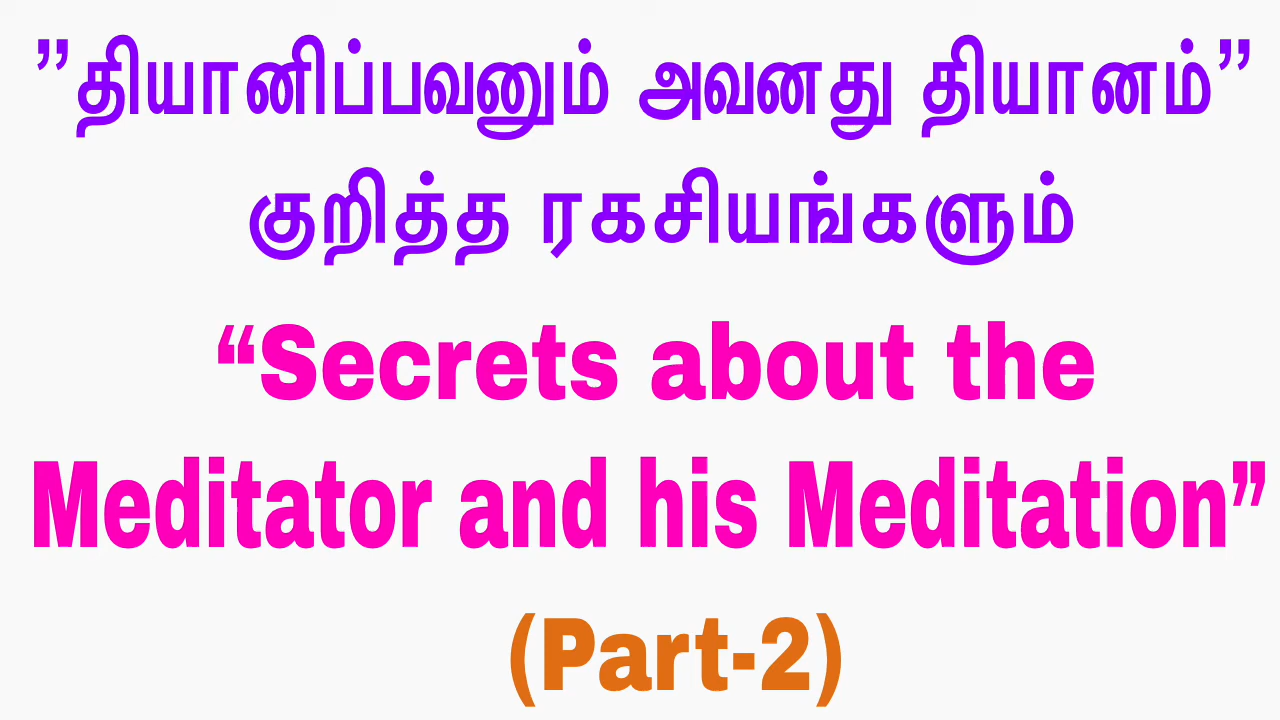 ”தியானிப்பவனும் அவனது தியானம்”
குறித்த ரகசியங்களும்
“Secrets about the
Meditator and his Meditation”
(Part-2)